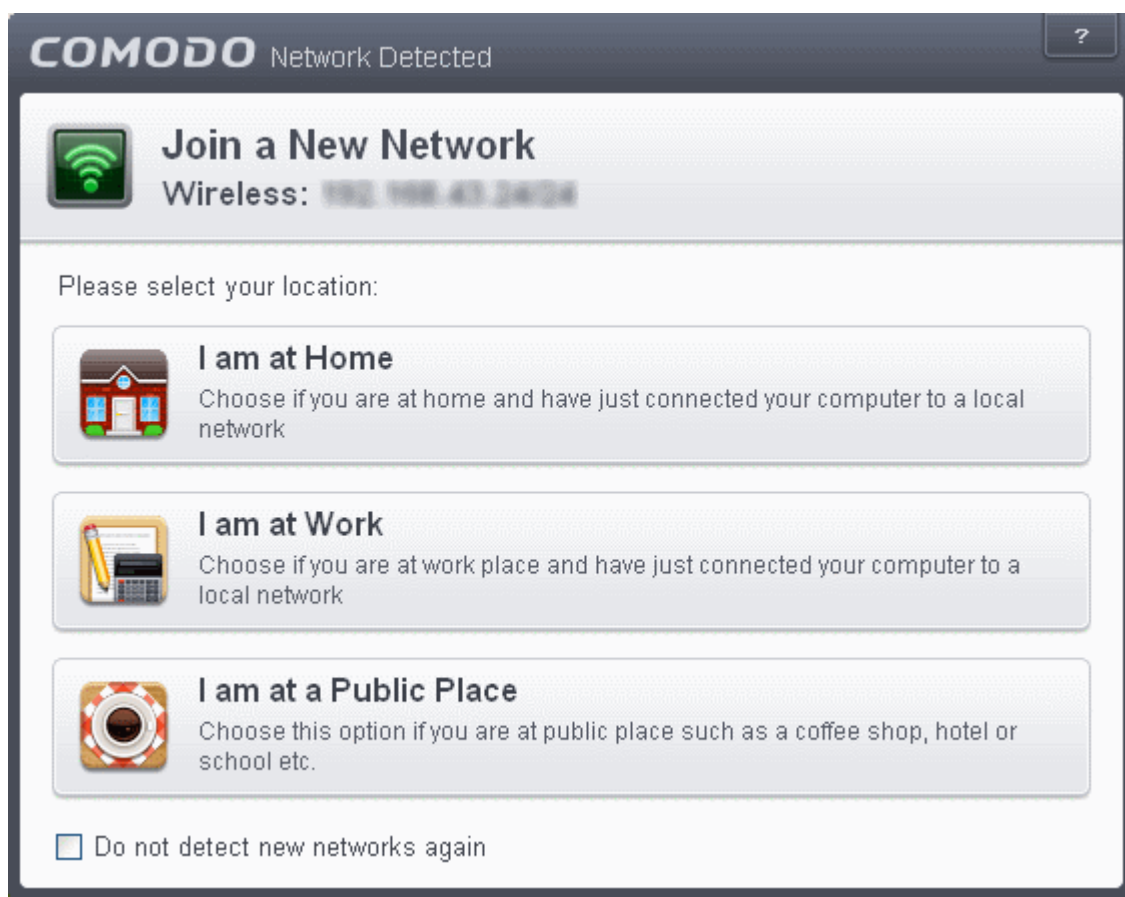 COMODO Network Detected
?
Join a New Network
Wireless:
Please select your location:
I am at Home
Choose if you are at home and have just connected your computer to a local
network
I am at Work
Choose if you are at work place and have just connected your computer to a
local network
I am at a Public Place
Choose this option if you are at public place such as a coffee shop, hotel or
school etc.
Do not detect new networks again